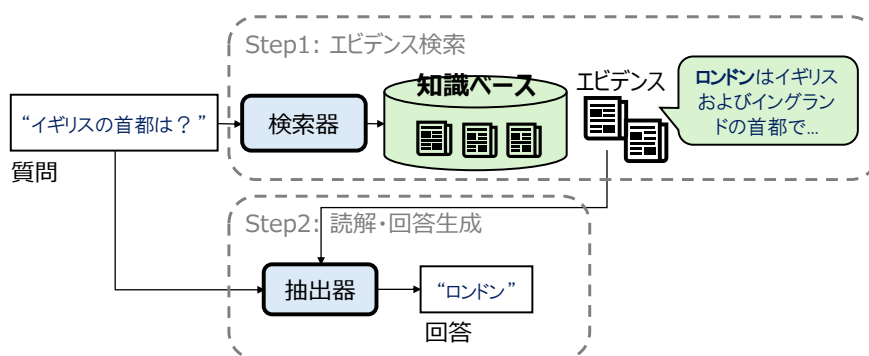 Step1: エビデンス検索
知識ベース
エビデンス
ロンドンはイギリス
およびイングラン
ドの首都で...
“イギリスの首都は？”
検索器
質問
Step2: 読解・回答生成
抽出器
“ロンドン”
回答